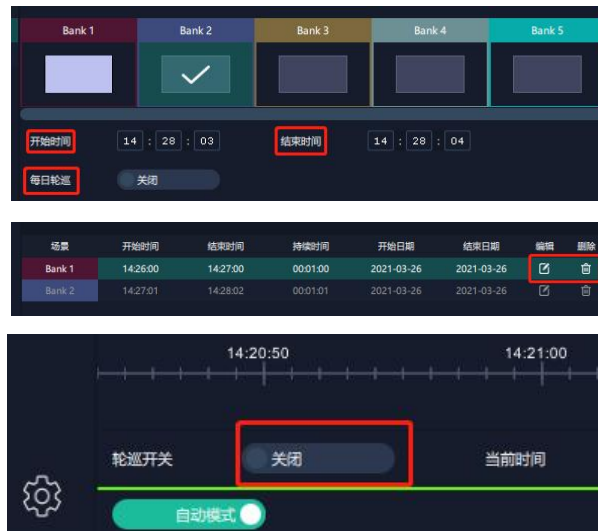 Bank 1 Bank 2 Bank 3 Bank 4 Bank 5
开始时间 14 : 28 : 03 结束时间 14 : 28 : 04
每日轮巡 关闭
场景 开始时间 结束时间 持续时间 开始日期 结束日期 编辑 删除
Bank 1 14:26:00 14:27:00 00:01:00 2021-03-26 2021-03-26
Bank 2 14:27:01 14:28:02 00:01:01 2021-03-26 2021-03-26
14:20:50 14:21:00
轮巡开关 关闭 当前时间
自动模式